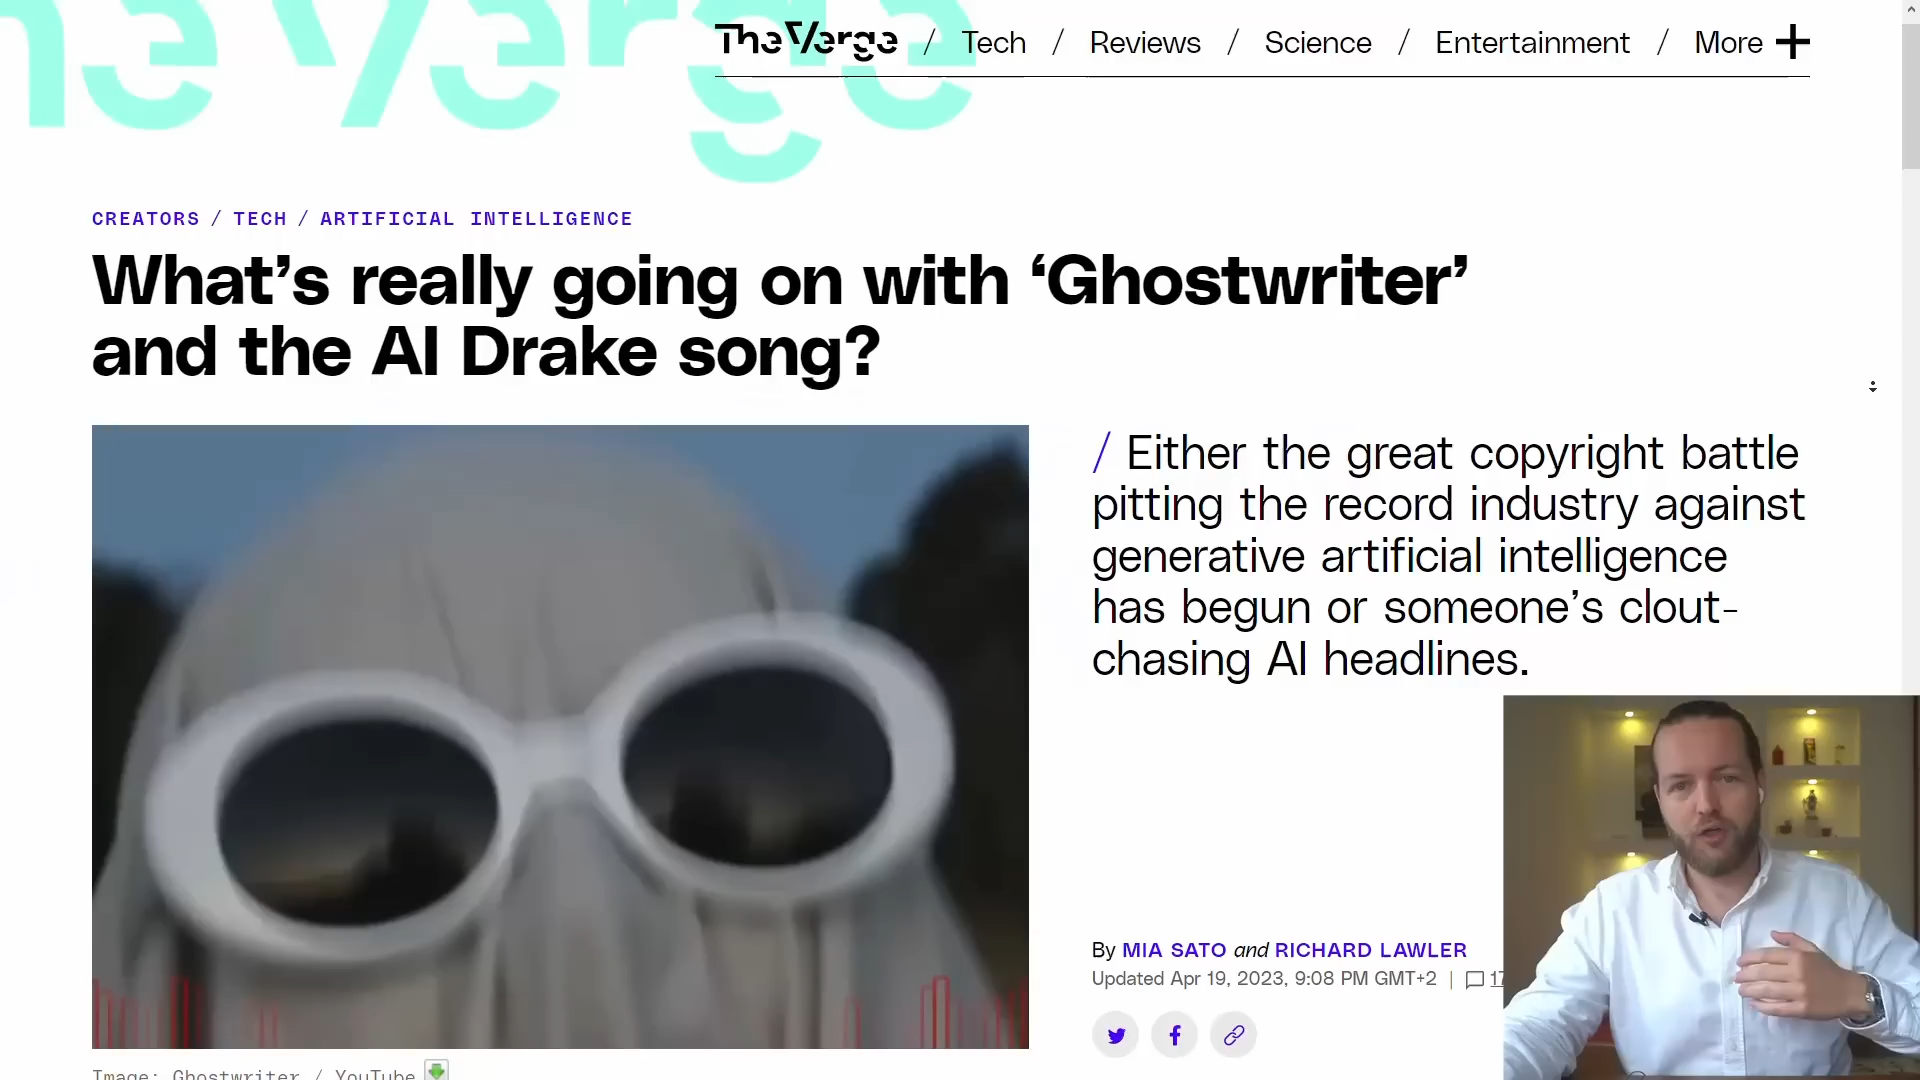 The Verge
The Verge / Tech / Reviews / Science / Entertainment / More +
CREATORS / TECH / ARTIFICIAL INTELLIGENCE
What’s really going on with ‘Ghostwriter’
and the AI Drake song?
/ Either the great copyright battle
pitting the record industry against
generative artificial intelligence
has begun or someone’s clout-
chasing AI headlines.
By MIA SATO and RICHARD LAWLER
Updated Apr 19, 2023, 9:08 PM GMT+2 | 17
Image: Ghostwriter / YouTube